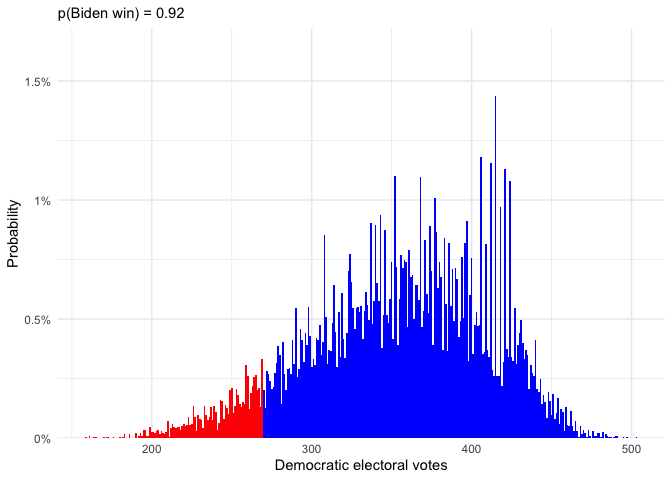 p(Biden win) = 0.92
Probability
1.5%
1%
0.5%
0%
200
300
400
500
Democratic electoral votes